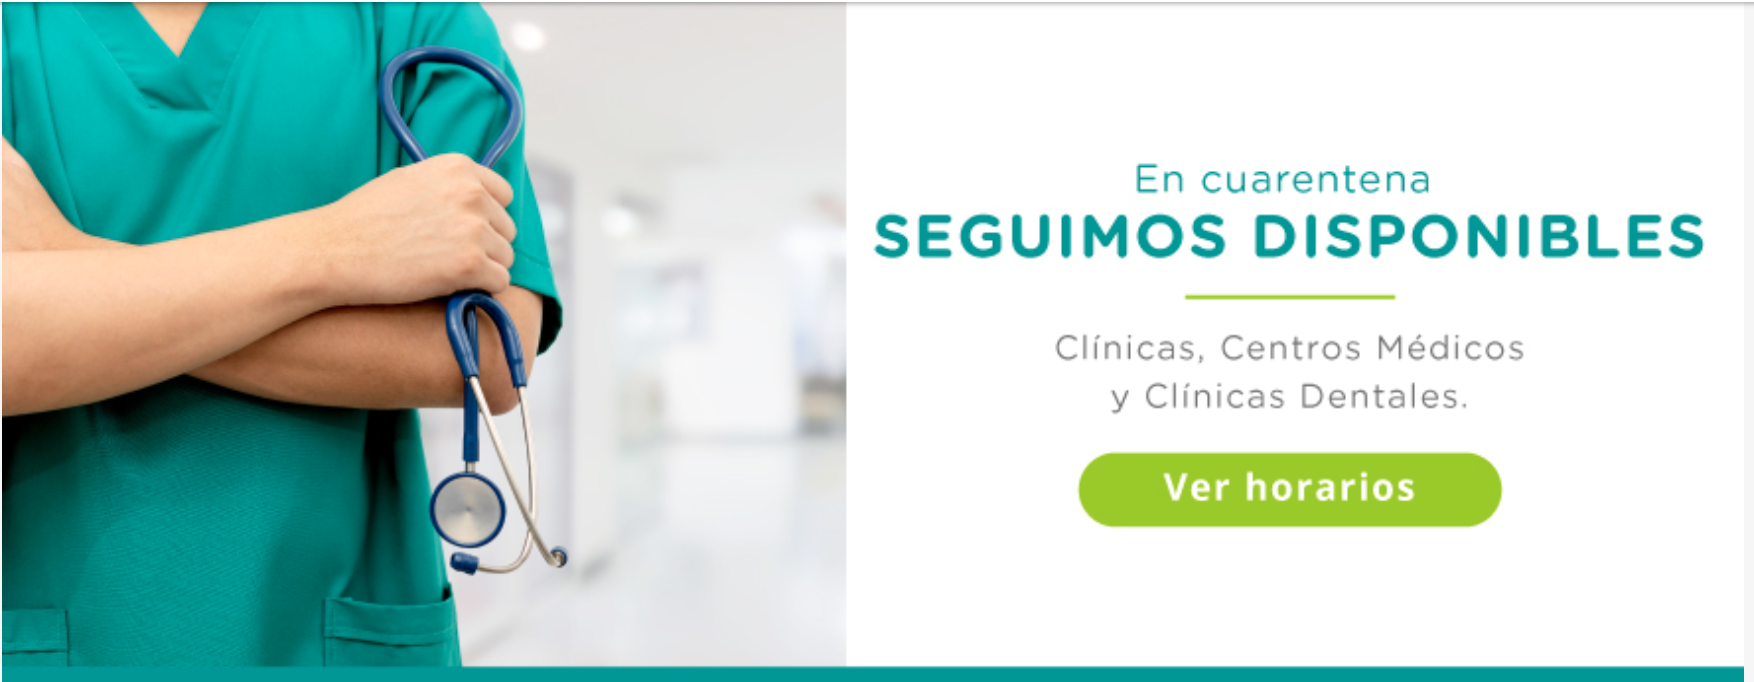 En cuarentena
SEGUIMOS DISPONIBLES
Clínicas, Centros Médicos
y Clínicas Dentales.
Ver horarios